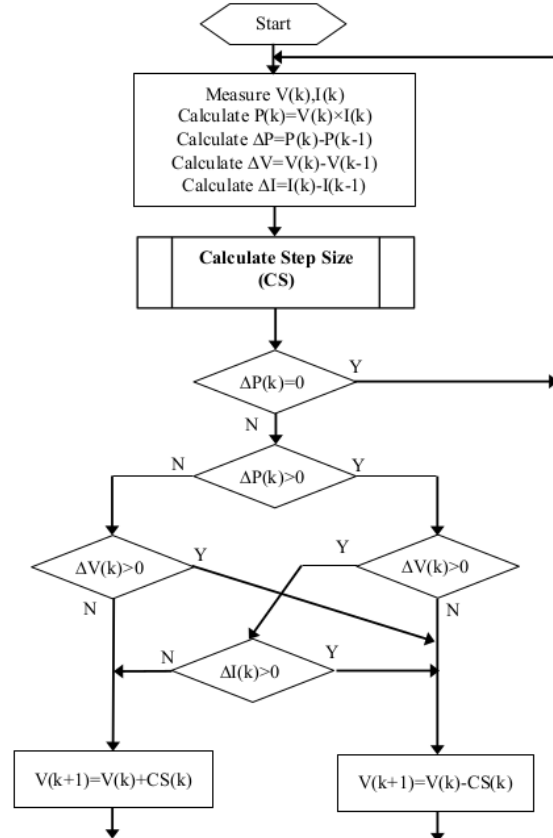 Start
Measure V(k),I(k)
Calculate P(k)=V(k)×I(k)
Calculate ΔP=P(k)-P(k-1)
Calculate ΔV=V(k)-V(k-1)
Calculate ΔI=I(k)-I(k-1)
Calculate Step Size
(CS)
Y
ΔP(k)=0
N
N
Y
ΔP(k)>0
Y
Y
ΔV(k)>0
ΔV(k)>0
N
N
N
Y
ΔI(k)>0
V(k+1)=V(k)+CS(k)
V(k+1)=V(k)-CS(k)